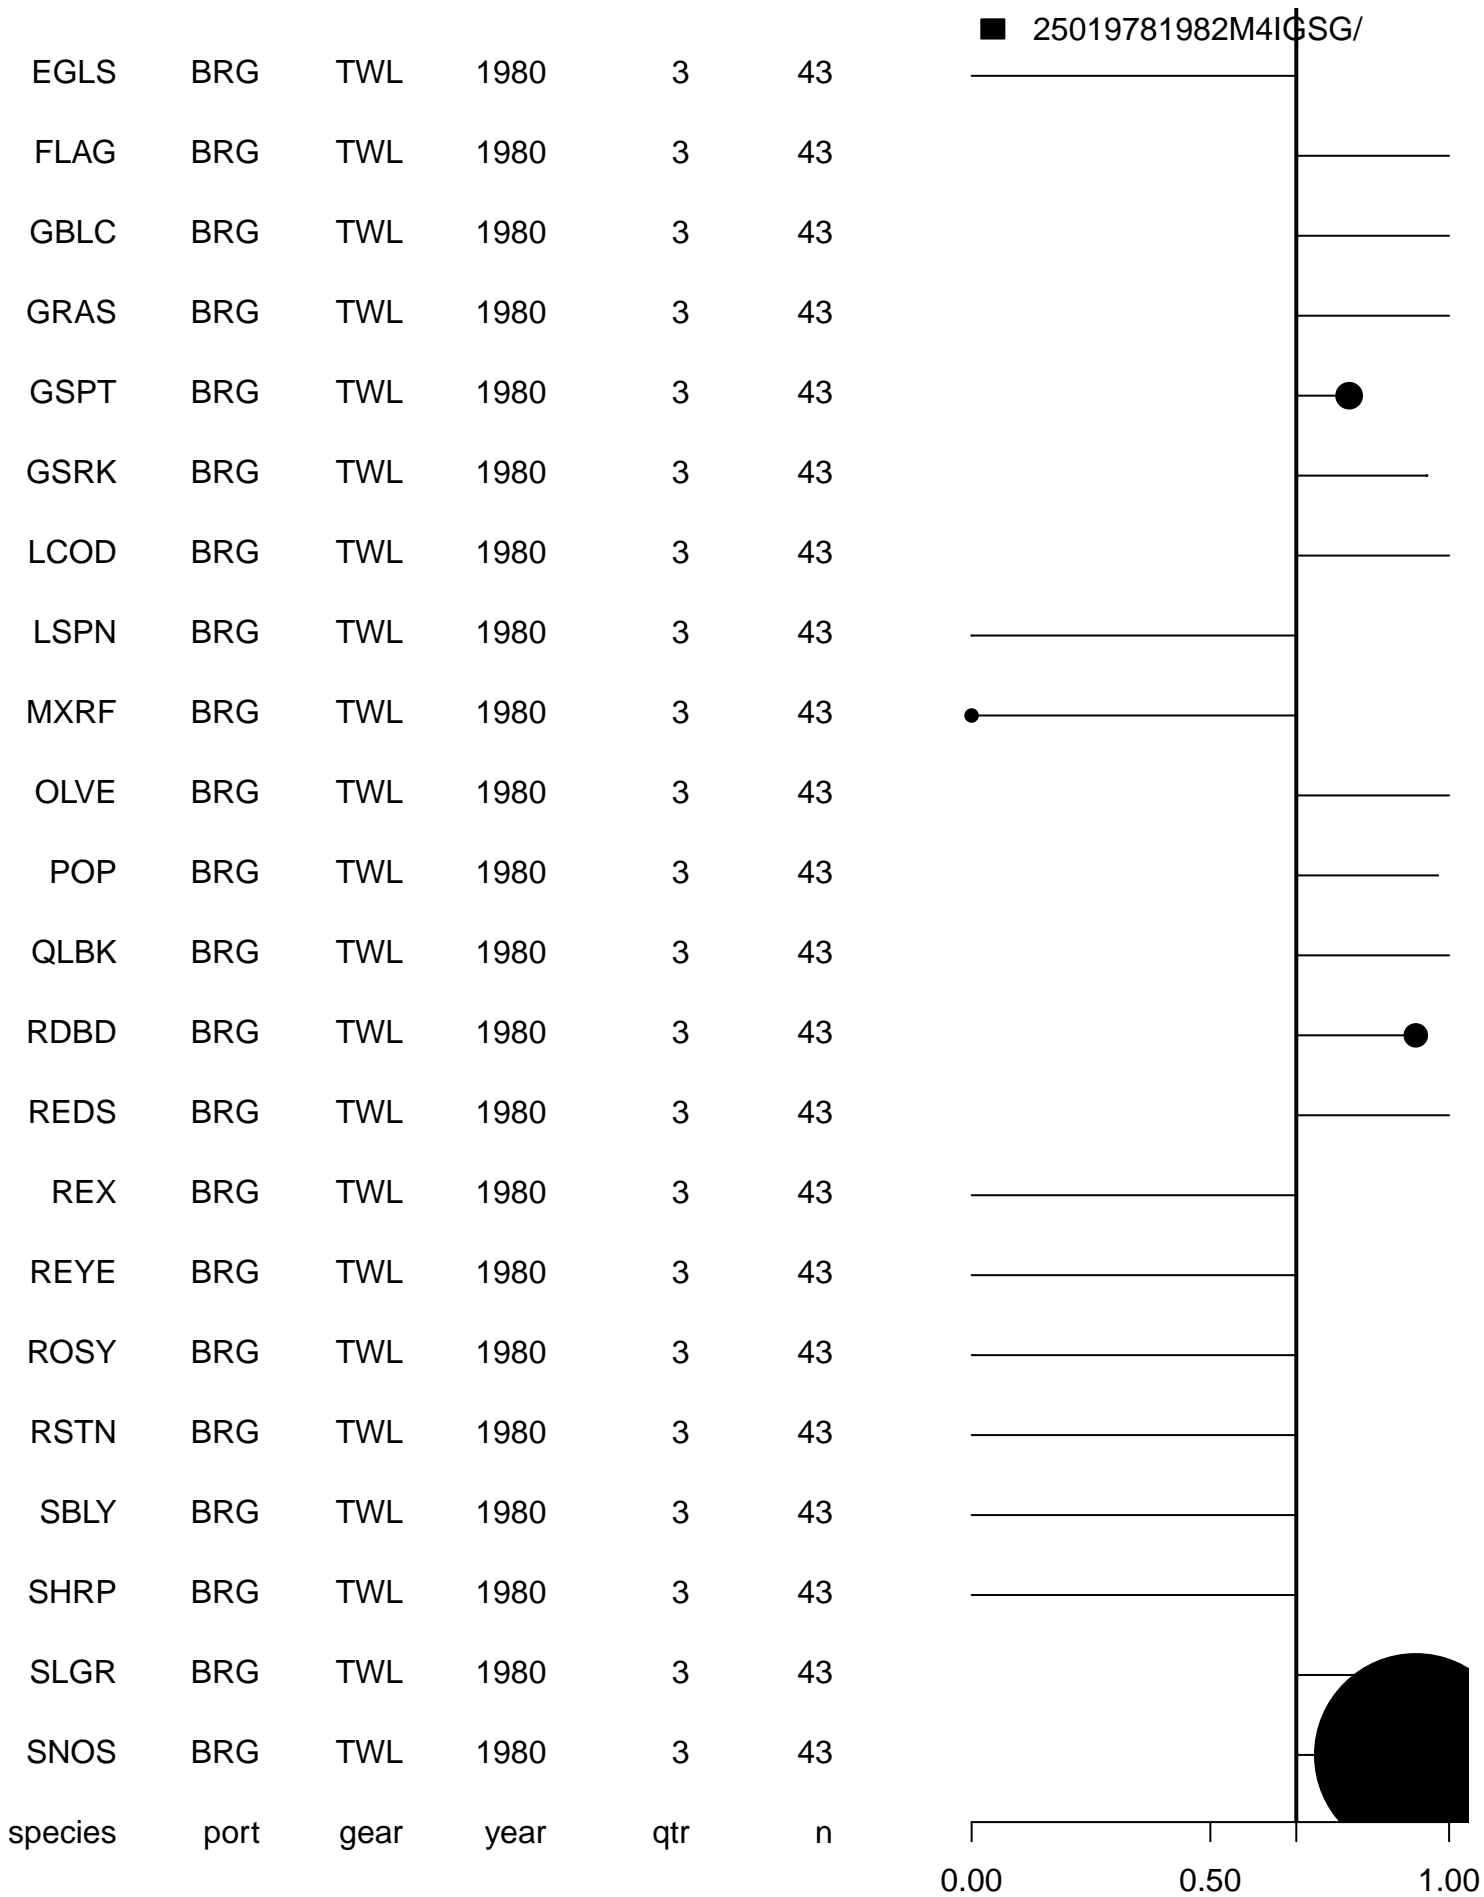 25019781982M4IGSG/
EGLS BRG TWL 1980 3 43
FLAG BRG TWL 1980 3 43
GBLC BRG TWL 1980 3 43
GRAS BRG TWL 1980 3 43
GSPT BRG TWL 1980 3 43
GSRK BRG TWL 1980 3 43
LCOD BRG TWL 1980 3 43
LSPN BRG TWL 1980 3 43
MXRF BRG TWL 1980 3 43
OLVE BRG TWL 1980 3 43
POP BRG TWL 1980 3 43
QLBK BRG TWL 1980 3 43
RDBD BRG TWL 1980 3 43
REDS BRG TWL 1980 3 43
REX BRG TWL 1980 3 43
REYE BRG TWL 1980 3 43
ROSY BRG TWL 1980 3 43
RSTN BRG TWL 1980 3 43
SBLY BRG TWL 1980 3 43
SHRP BRG TWL 1980 3 43
SLGR BRG TWL 1980 3 43
SNOS BRG TWL 1980 3 43
species port gear year qtr n
0.00 0.50 1.00